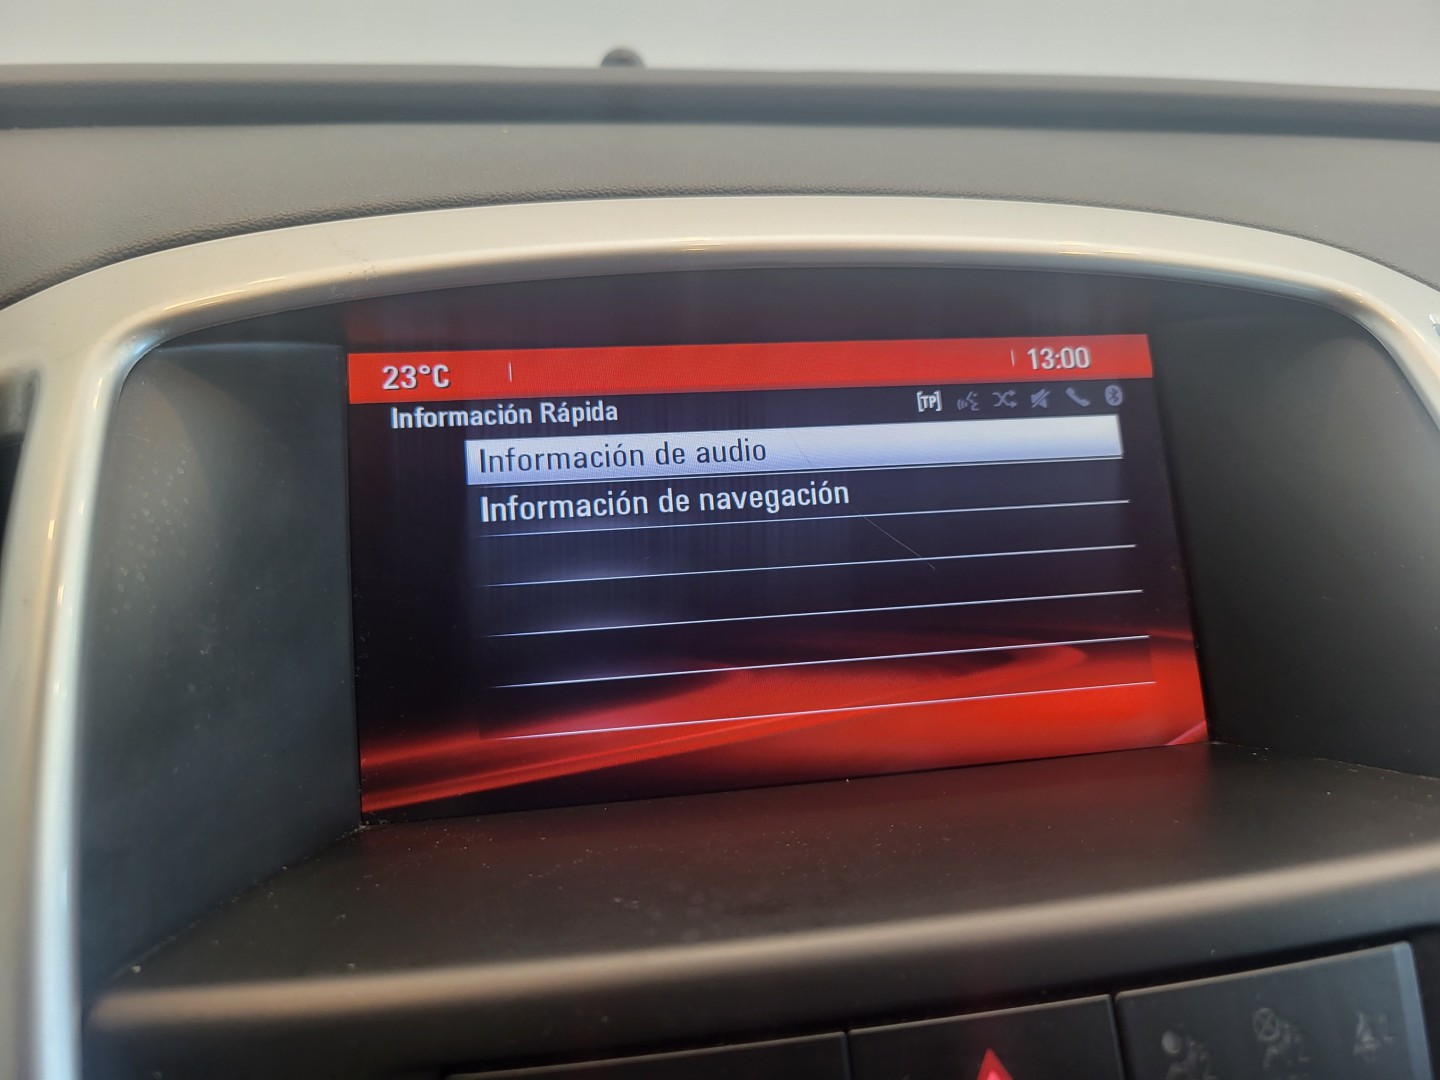 23°C 13:00
[TP]
Información Rápida
Información de audio
Información de navegación